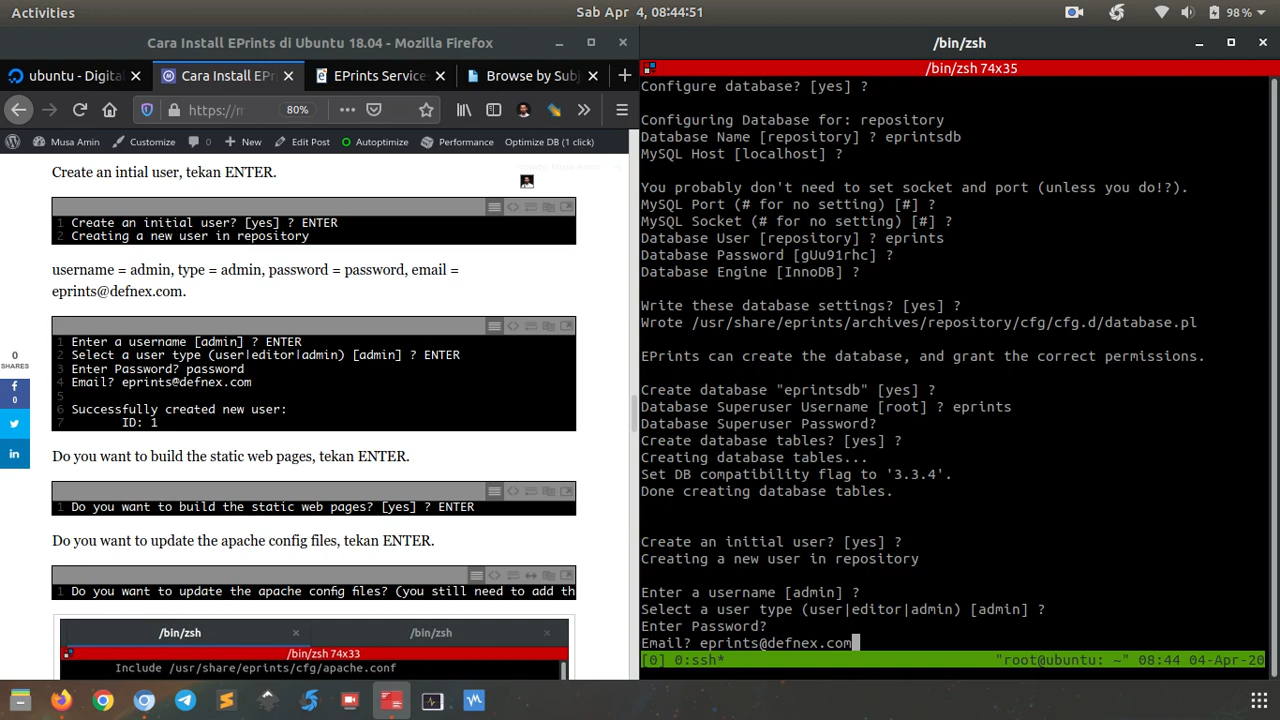 Activities
Sab Apr 4, 08:44:51
98 %
Cara Install EPrints di Ubuntu 18.04 - Mozilla Firefox
/bin/zsh
ubuntu - Digital
Cara Install EPri
EPrints Service
Browse by Subj
/bin/zsh 74x35
https://m
80%
Musa Amin
Customize
0
New
Edit Post
Autoptimize
Performance
Optimize DB (1 click)
Create an intial user, tekan ENTER.
1 Create an initial user? [yes] ? ENTER
2 Creating a new user in repository
username = admin, type = admin, password = password, email =
eprints@defnex.com.
1 Enter a username [admin] ? ENTER
2 Select a user type (user|editor|admin) [admin] ? ENTER
3 Enter Password? password
4 Email? eprints@defnex.com
5
6 Successfully created new user:
7 ID: 1
0
SHARES
f
0
in
Do you want to build the static web pages, tekan ENTER.
1 Do you want to build the static web pages? [yes] ? ENTER
Do you want to update the apache config files, tekan ENTER.
1 Do you want to update the apache config files? (you still need to add th
/bin/zsh
/bin/zsh
/bin/zsh 74x33
Include /usr/share/eprints/cfg/apache.conf
Configure database? [yes] ?
Configuring Database for: repository
Database Name [repository] ? eprintsdb
MySQL Host [localhost] ?
You probably don't need to set socket and port (unless you do!?).
MySQL Port (# for no setting) [#] ?
MySQL Socket (# for no setting) [#] ?
Database User [repository] ? eprints
Database Password [gUu91rhc] ?
Database Engine [InnoDB] ?
Write these database settings? [yes] ?
Wrote /usr/share/eprints/archives/repository/cfg/cfg.d/database.pl
EPrints can create the database, and grant the correct permissions.
Create database "eprintsdb" [yes] ?
Database Superuser Username [root] ? eprints
Database Superuser Password?
Create database tables? [yes] ?
Creating database tables...
Set DB compatibility flag to '3.3.4'.
Done creating database tables.
Create an initial user? [yes] ?
Creating a new user in repository
Enter a username [admin] ?
Select a user type (user|editor|admin) [admin] ?
Enter Password?
Email? eprints@defnex.com
[0] 0:ssh* "root@ubuntu: ~" 08:44 04-Apr-20